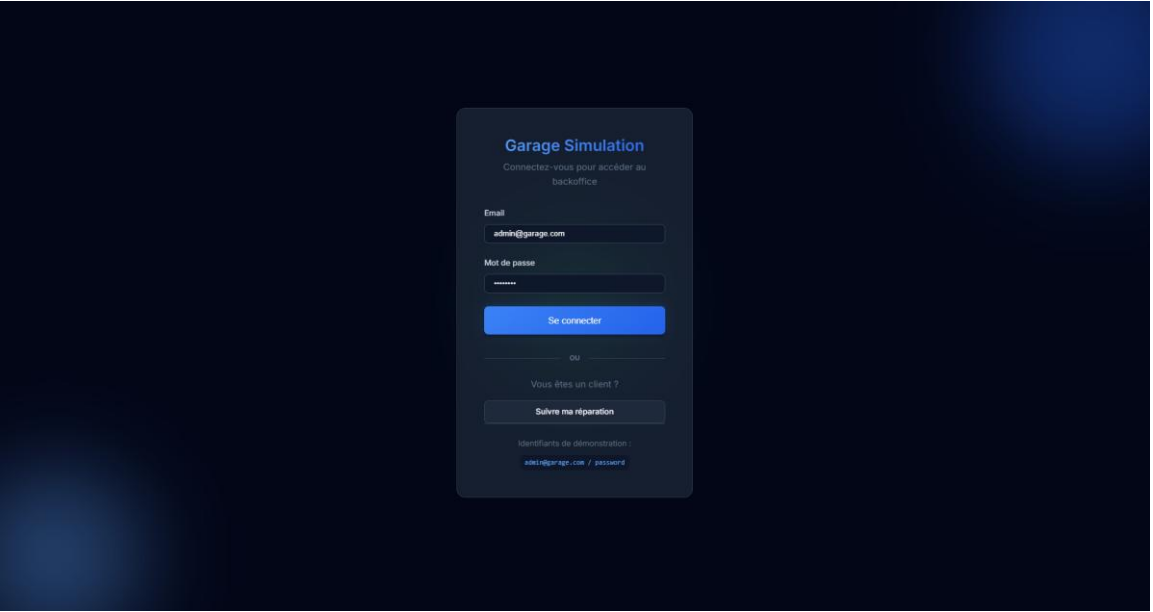 Garage Simulation
Connectez-vous pour accéder au
backoffice
Email
admin@garage.com
Mot de passe
••••••••
Se connecter
OU
Vous êtes un client ?
Suivre ma réparation
Identifiants de démonstration :
admin@garage.com / password